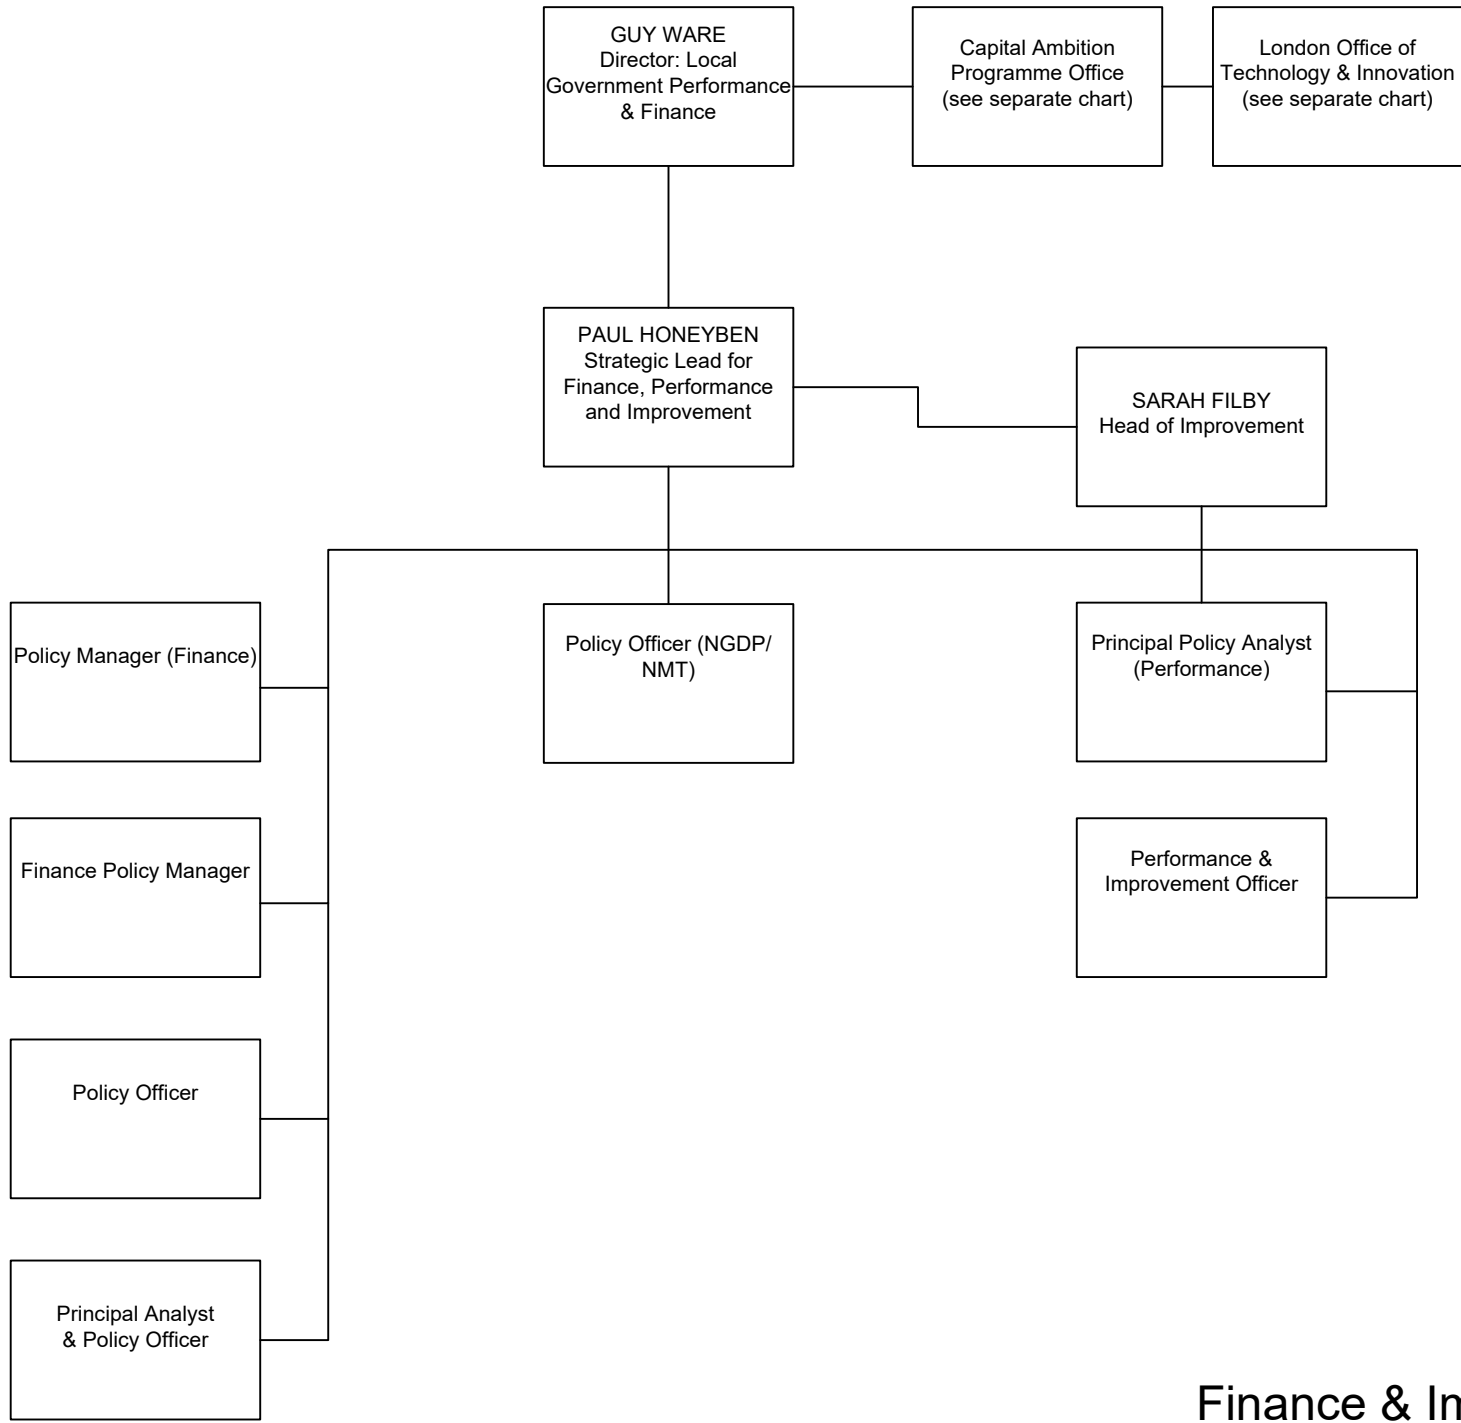 GUY WARE
Director: Local
Government Performance
& Finance
Capital Ambition
Programme Office
(see separate chart)
London Office of
Technology & Innovation
(see separate chart)
PAUL HONEYBEN
Strategic Lead for
Finance, Performance
and Improvement
SARAH FILBY
Head of Improvement
Policy Manager (Finance)
Policy Officer (NGDP/
NMT)
Principal Policy Analyst
(Performance)
Finance Policy Manager
Performance &
Improvement Officer
Policy Officer
Principal Analyst
& Policy Officer
Finance &